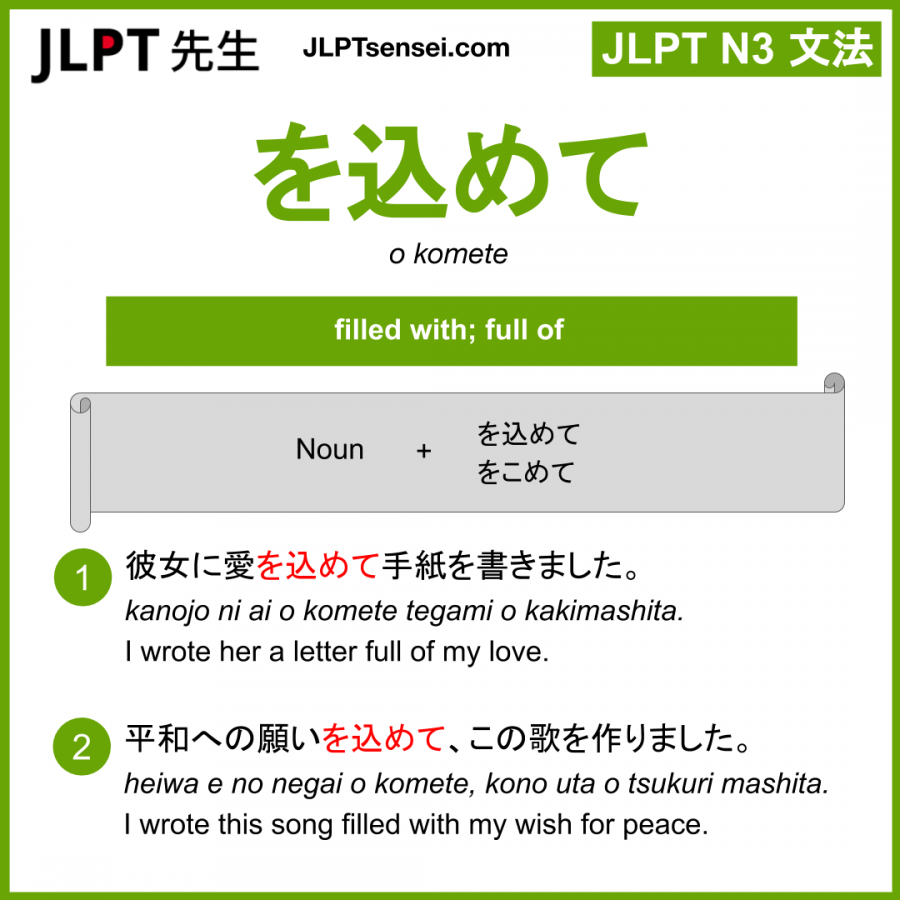 JLPT 先生
JLPTsensei.com
JLPT N3 文法
を込めて
o komete
filled with; full of
Noun + を込めて
をこめて
1 彼女に愛を込めて手紙を書きました。
kanojo ni ai o komete tegami o kakimashita.
I wrote her a letter full of my love.
2 平和への願いを込めて、この歌を作りました。
heiwa e no negai o komete, kono uta o tsukuri mashita.
I wrote this song filled with my wish for peace.